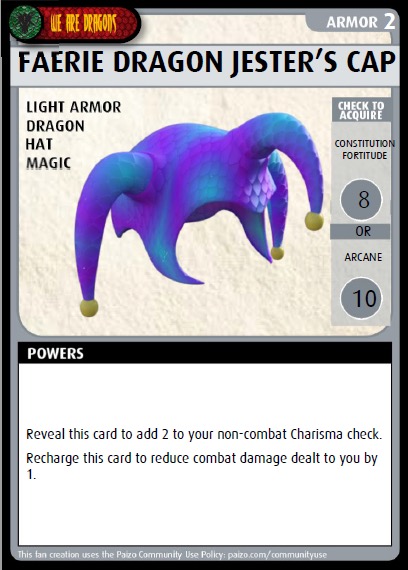 WE ARE DRAGONS
ARMOR 2
FAERIE DRAGON JESTER'S CAP
LIGHT ARMOR
DRAGON
HAT
MAGIC
CHECK TO
ACQUIRE
CONSTITUTION
FORTITUDE
8
OR
ARCANE
10
POWERS
Reveal this card to add 2 to your non-combat Charisma check.
Recharge this card to reduce combat damage dealt to you by
1.
This fan creation uses the Paizo Community Use Policy: paizo.com/communityuse